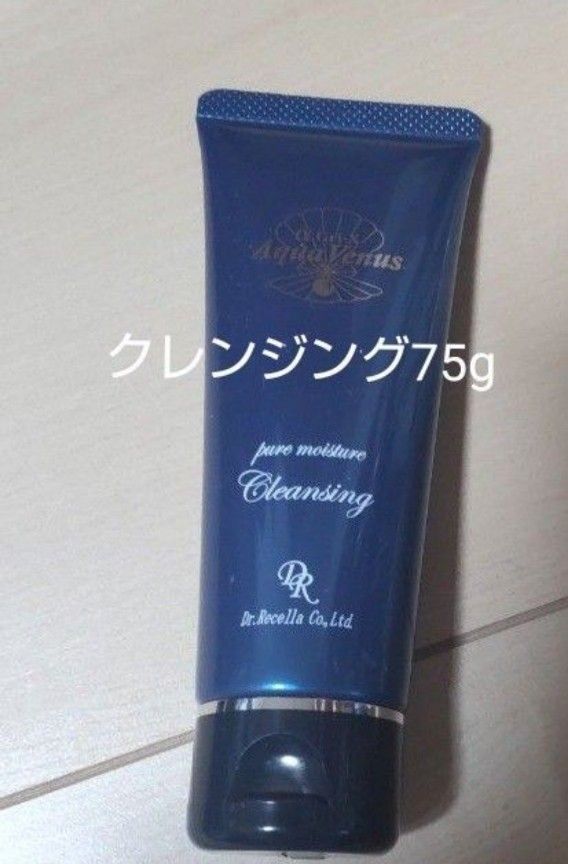 AquaVenus
クレンジング75g
pure moisture
Cleansing
DR
Dr.Recella Co.,Ltd.